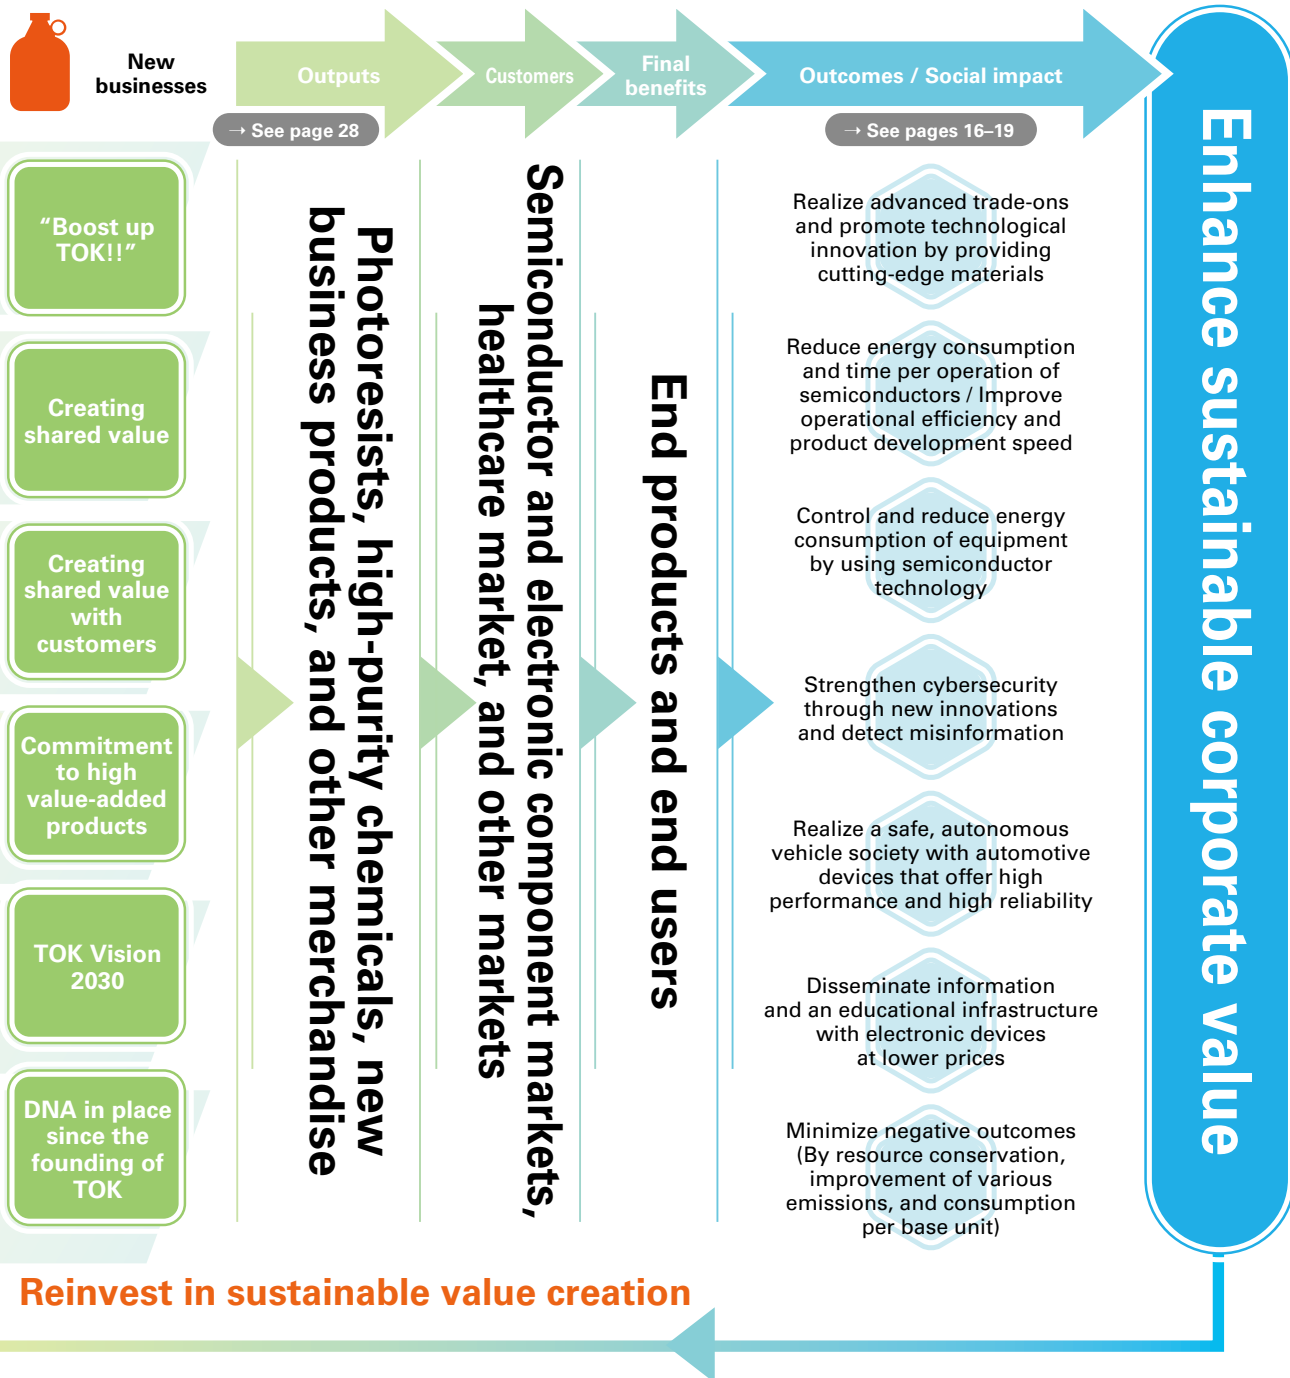 New
businesses
Outputs
Customers
Final
benefits
Outcomes / Social impact
→ See page 28
→ See pages 16–19
“Boost up
TOK!!”
Creating
shared value
Creating
shared value
with
customers
Commitment
to high
value-added
products
TOK Vision
2030
DNA in place
since the
founding of
TOK
Photoresists, high-purity chemicals, new
business products, and other merchandise
Semiconductor and electronic component markets,
healthcare market, and other markets
End products and end users
Realize advanced trade-ons
and promote technological
innovation by providing
cutting-edge materials
Reduce energy consumption
and time per operation of
semiconductors / Improve
operational efficiency and
product development speed
Control and reduce energy
consumption of equipment
by using semiconductor
technology
Strengthen cybersecurity
through new innovations
and detect misinformation
Realize a safe, autonomous
vehicle society with automotive
devices that offer high
performance and high reliability
Disseminate information
and an educational infrastructure
with electronic devices
at lower prices
Minimize negative outcomes
(By resource conservation,
improvement of various
emissions, and consumption
per base unit)
Enhance sustainable corporate value
Reinvest in sustainable value creation